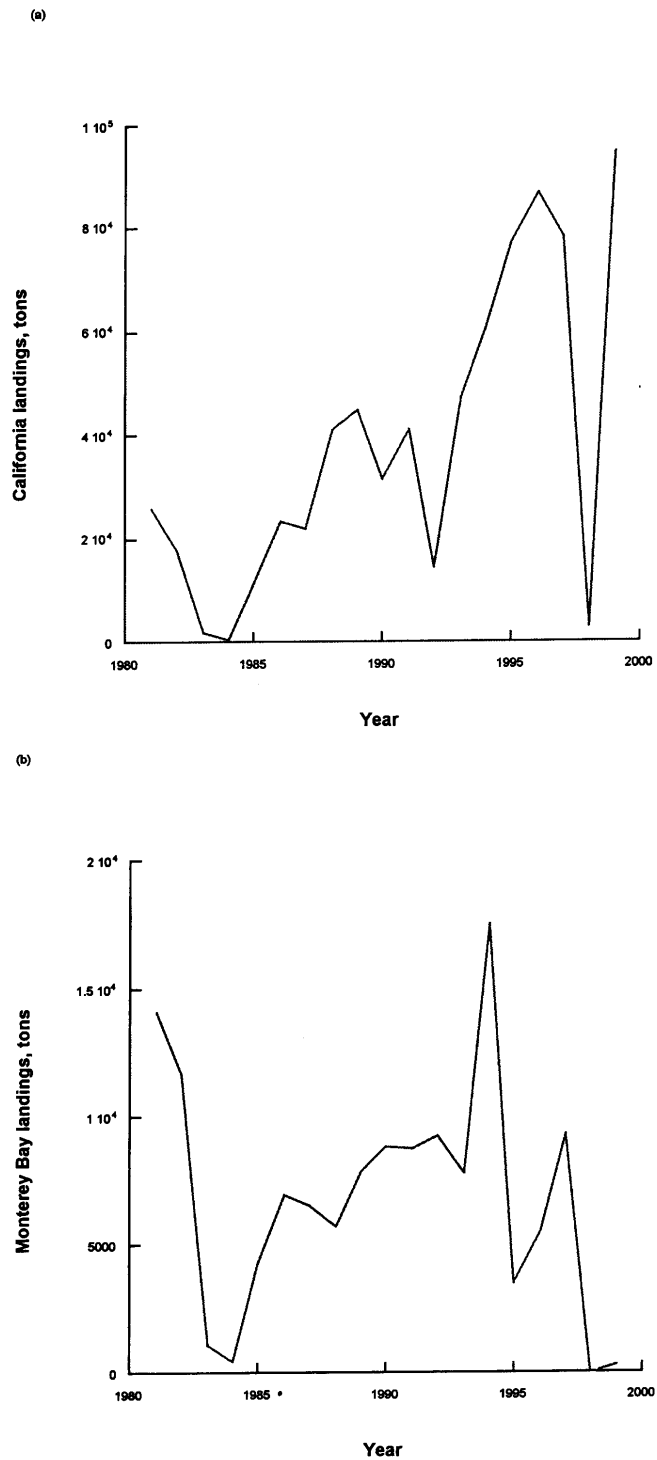 (a)
1 10⁵
8 10⁴
6 10⁴
4 10⁴
2 10⁴
0
California landings, tons
1980 1985 1990 1995 2000
Year
(b)
2 10⁴
1.5 10⁴
1 10⁴
5000
0
Monterey Bay landings, tons
1980 1985 1990 1995 2000
Year